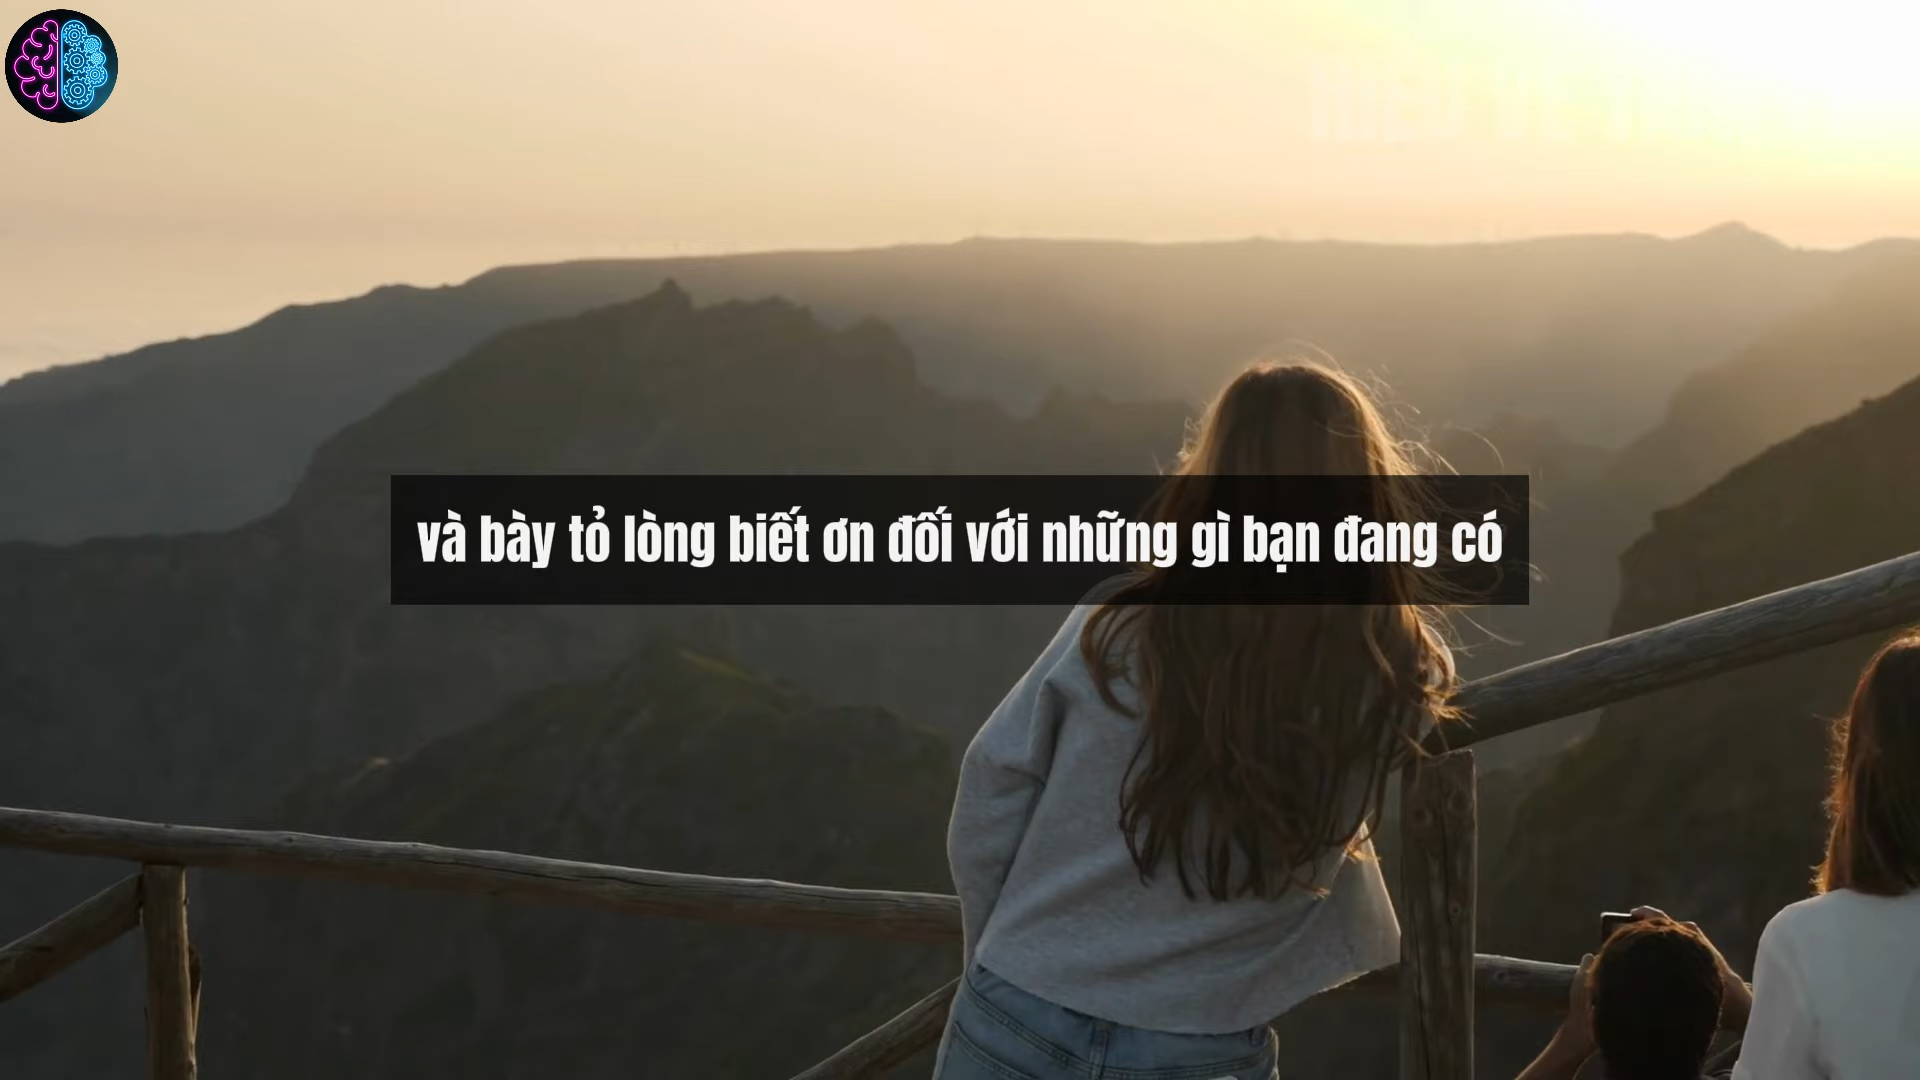 và bày tỏ lòng biết ơn đối với những gì bạn đang có